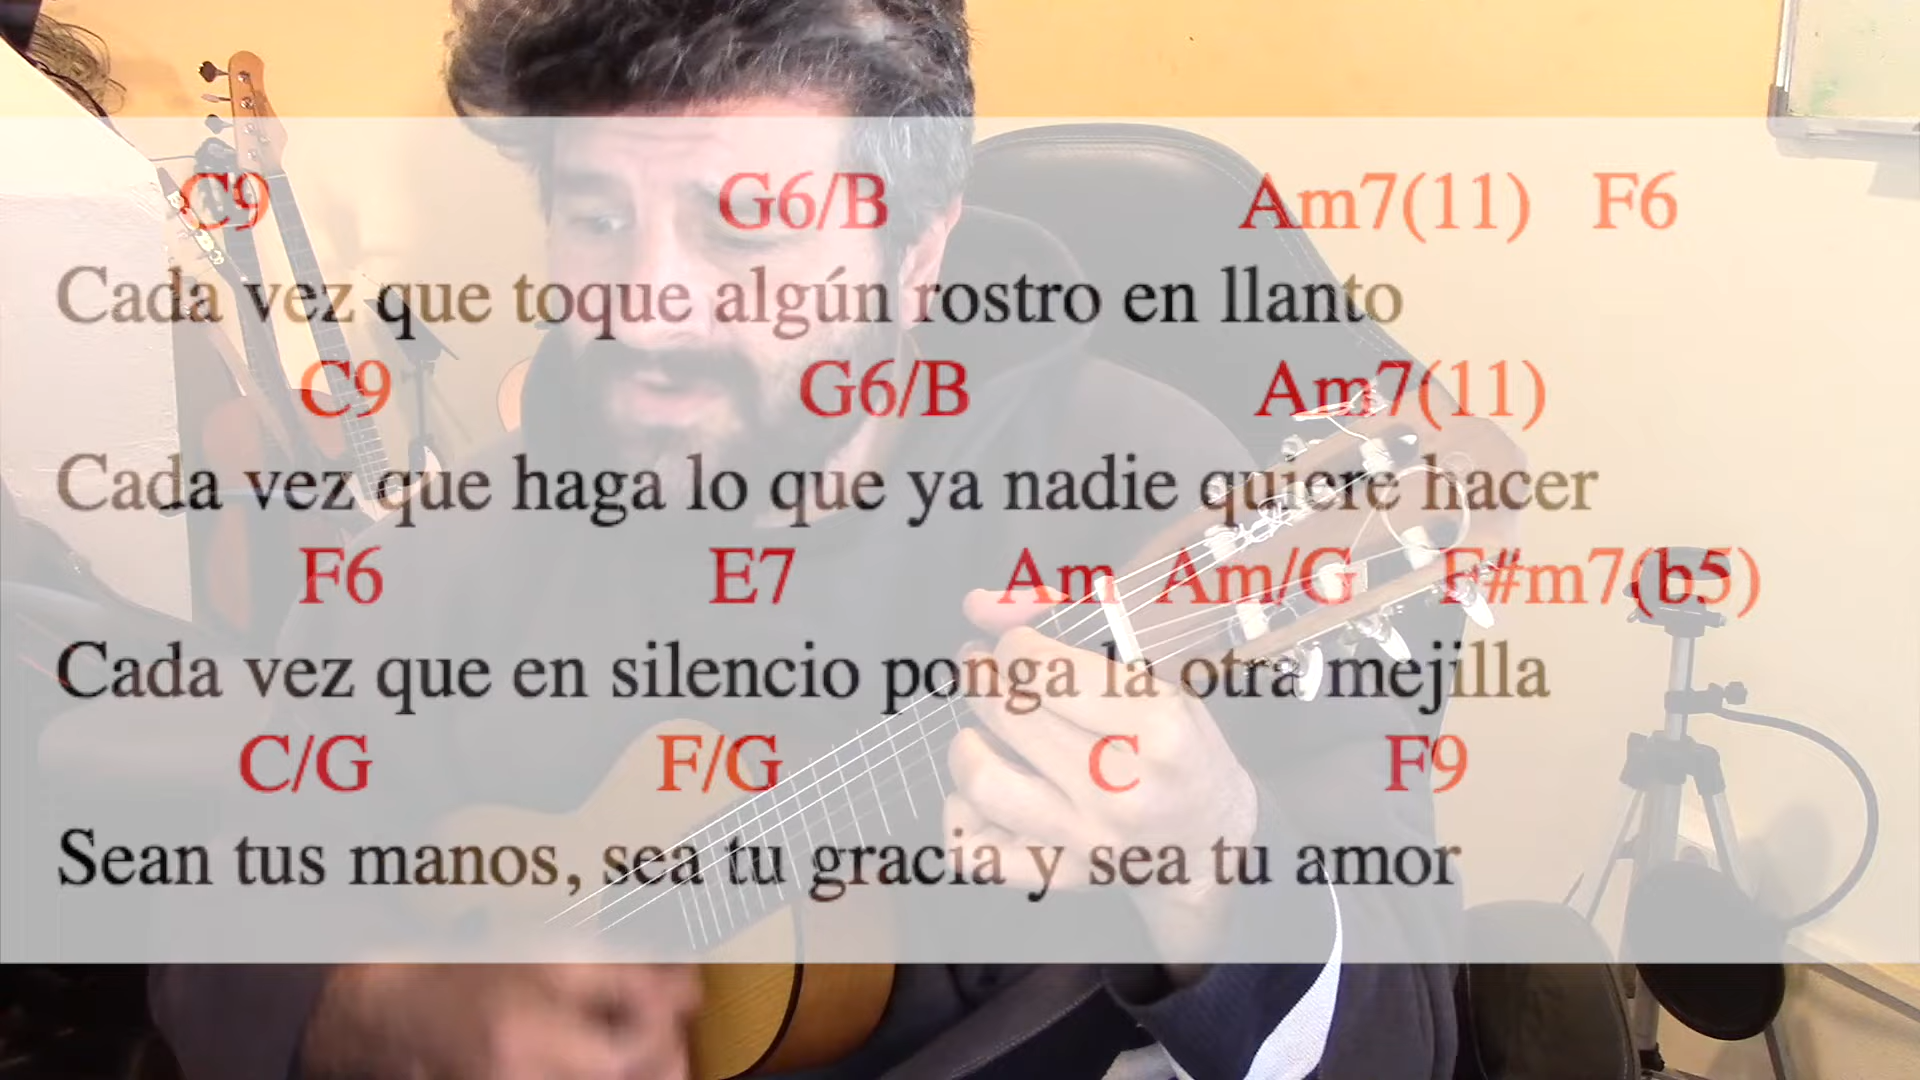 C9 G6/B Am7(11) F6
Cada vez que toque algún rostro en llanto
C9 G6/B Am7(11)
Cada vez que haga lo que ya nadie quiere hacer
F6 E7 Am Am/G F#m7(b5)
Cada vez que en silencio ponga la otra mejilla
C/G F/G C F9
Sean tus manos, sea tu gracia y sea tu amor